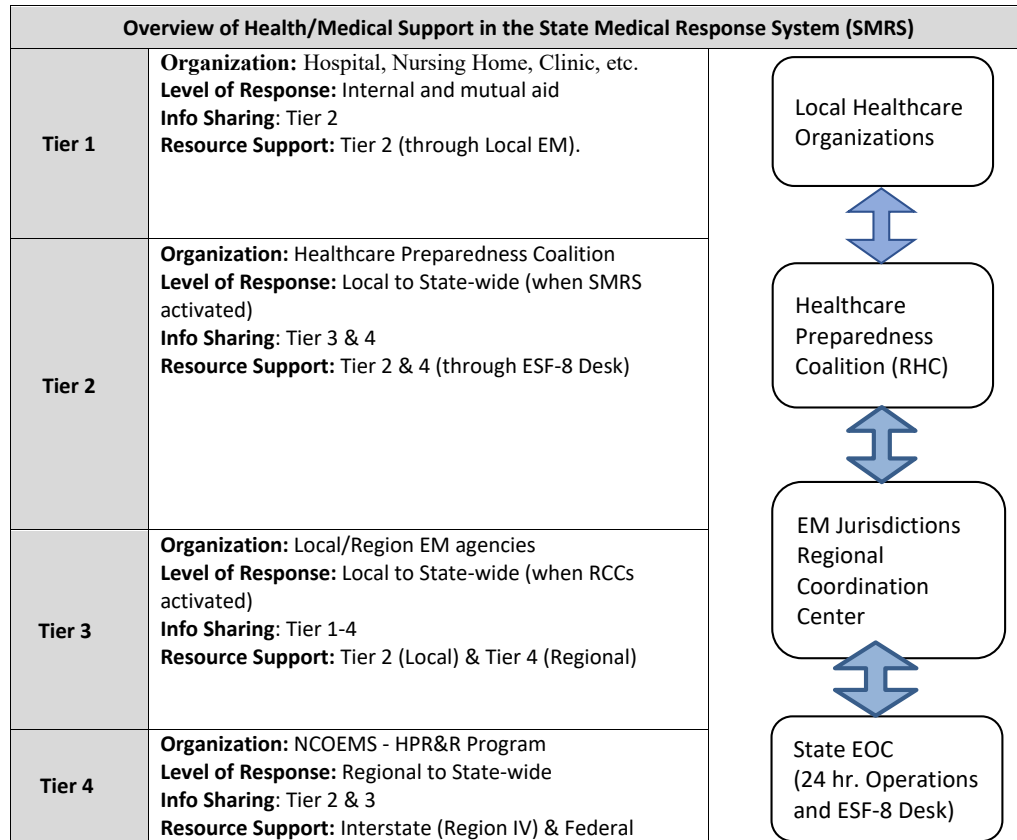 Overview of Health/Medical Support in the State Medical Response System (SMRS)
Tier 1
Organization: Hospital, Nursing Home, Clinic, etc.
Level of Response: Internal and mutual aid
Info Sharing: Tier 2
Resource Support: Tier 2 (through Local EM).
Local Healthcare
Organizations
Tier 2
Organization: Healthcare Preparedness Coalition
Level of Response: Local to State-wide (when SMRS
activated)
Info Sharing: Tier 3 & 4
Resource Support: Tier 2 & 4 (through ESF-8 Desk)
Healthcare
Preparedness
Coalition (RHC)
Tier 3
Organization: Local/Region EM agencies
Level of Response: Local to State-wide (when RCCs
activated)
Info Sharing: Tier 1-4
Resource Support: Tier 2 (Local) & Tier 4 (Regional)
EM Jurisdictions
Regional
Coordination
Center
Tier 4
Organization: NCOEMS - HPR&R Program
Level of Response: Regional to State-wide
Info Sharing: Tier 2 & 3
Resource Support: Interstate (Region IV) & Federal
State EOC
(24 hr. Operations
and ESF-8 Desk)